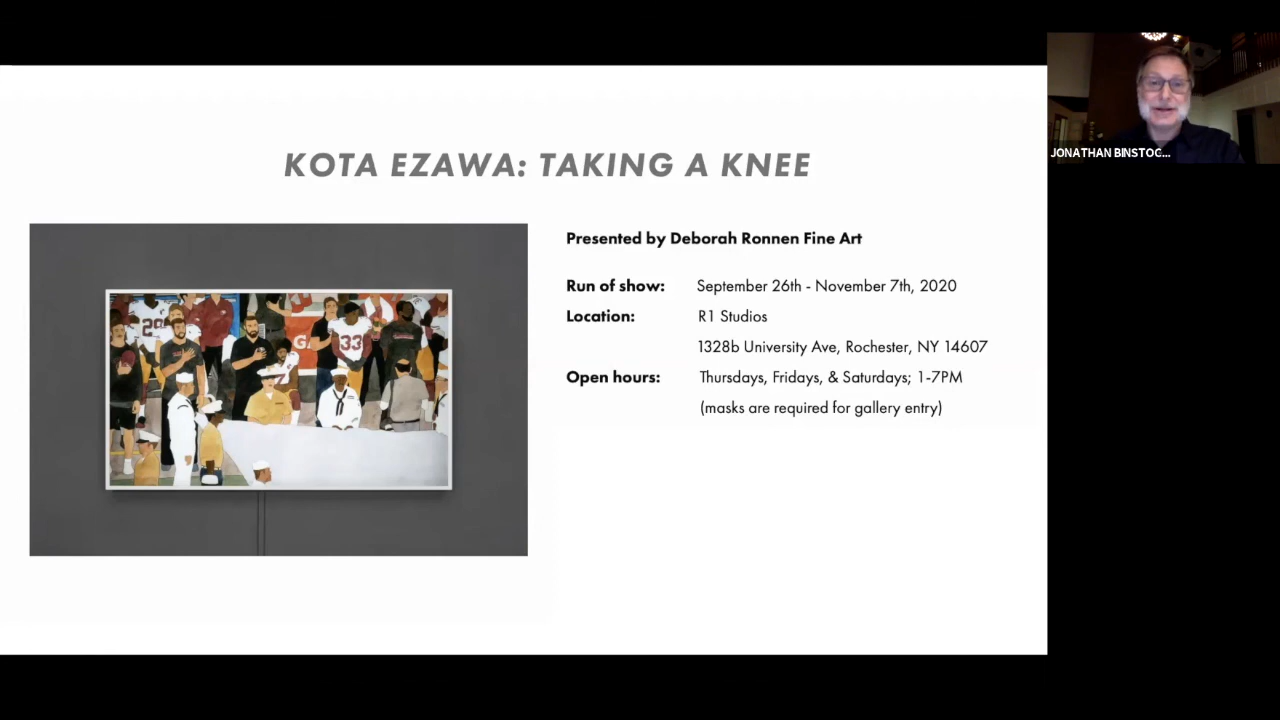 KOTA EZAWA: TAKING A KNEE
Presented by Deborah Ronnen Fine Art
Run of show: September 26th - November 7th, 2020
Location: R1 Studios
1328b University Ave, Rochester, NY 14607
Open hours: Thursdays, Fridays, & Saturdays; 1-7PM
(masks are required for gallery entry)
JONATHAN BINSTOC...
29
33